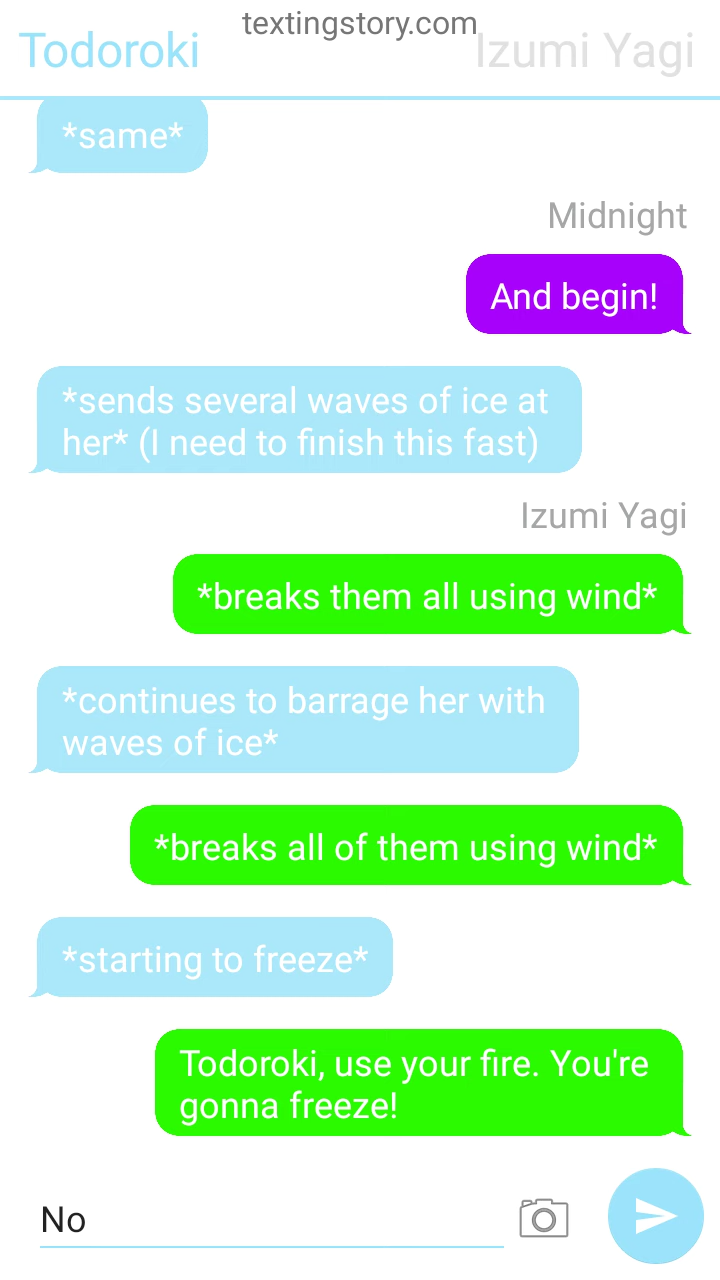 textingstory.com
Todoroki
Izumi Yagi
*same*
Midnight
And begin!
*sends several waves of ice at
her* (I need to finish this fast)
Izumi Yagi
*breaks them all using wind*
*continues to barrage her with
waves of ice*
*breaks all of them using wind*
*starting to freeze*
Todoroki, use your fire. You're
gonna freeze!
No